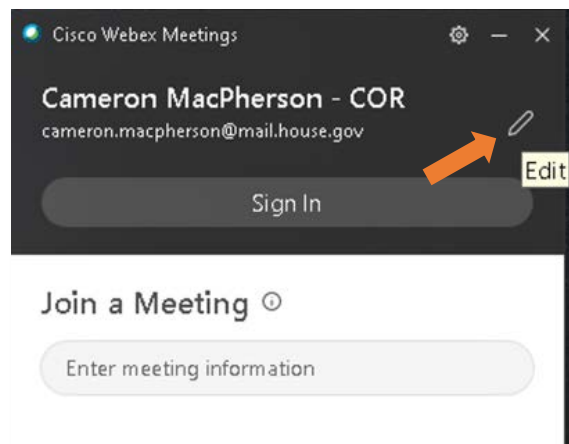 Cisco Webex Meetings
Cameron MacPherson - COR
cameron.macpherson@mail.house.gov
Edit
Sign In
Join a Meeting
Enter meeting information